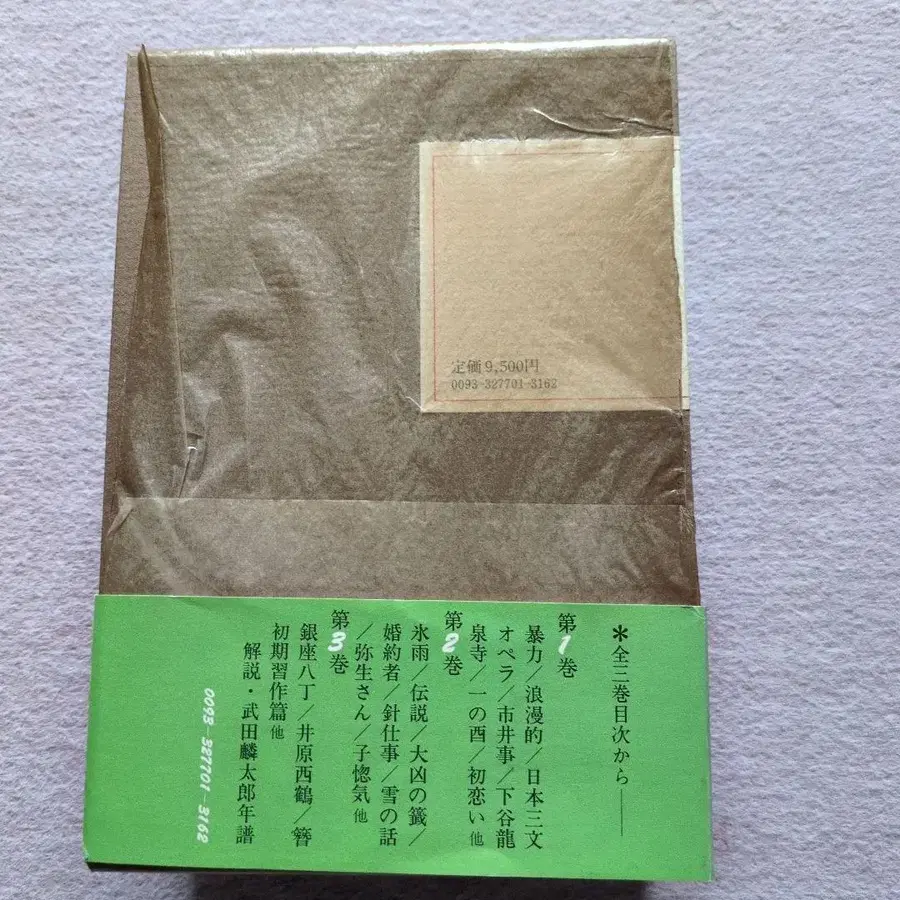 定価9,500円
0093-327701-3162
＊全三巻目次から──
第1巻
暴力／浪漫的／日本三文
オペラ／市井事／下谷龍
泉寺／一の酉／初恋い他
第2巻
氷雨／伝説／大凶の籤／
婚約者／針仕事／雪の話
／弥生さん／子惚気他
第3巻
銀座八丁／井原西鶴／簪
初期習作篇他
解説・武田麟太郎年譜
0093-327701-3162